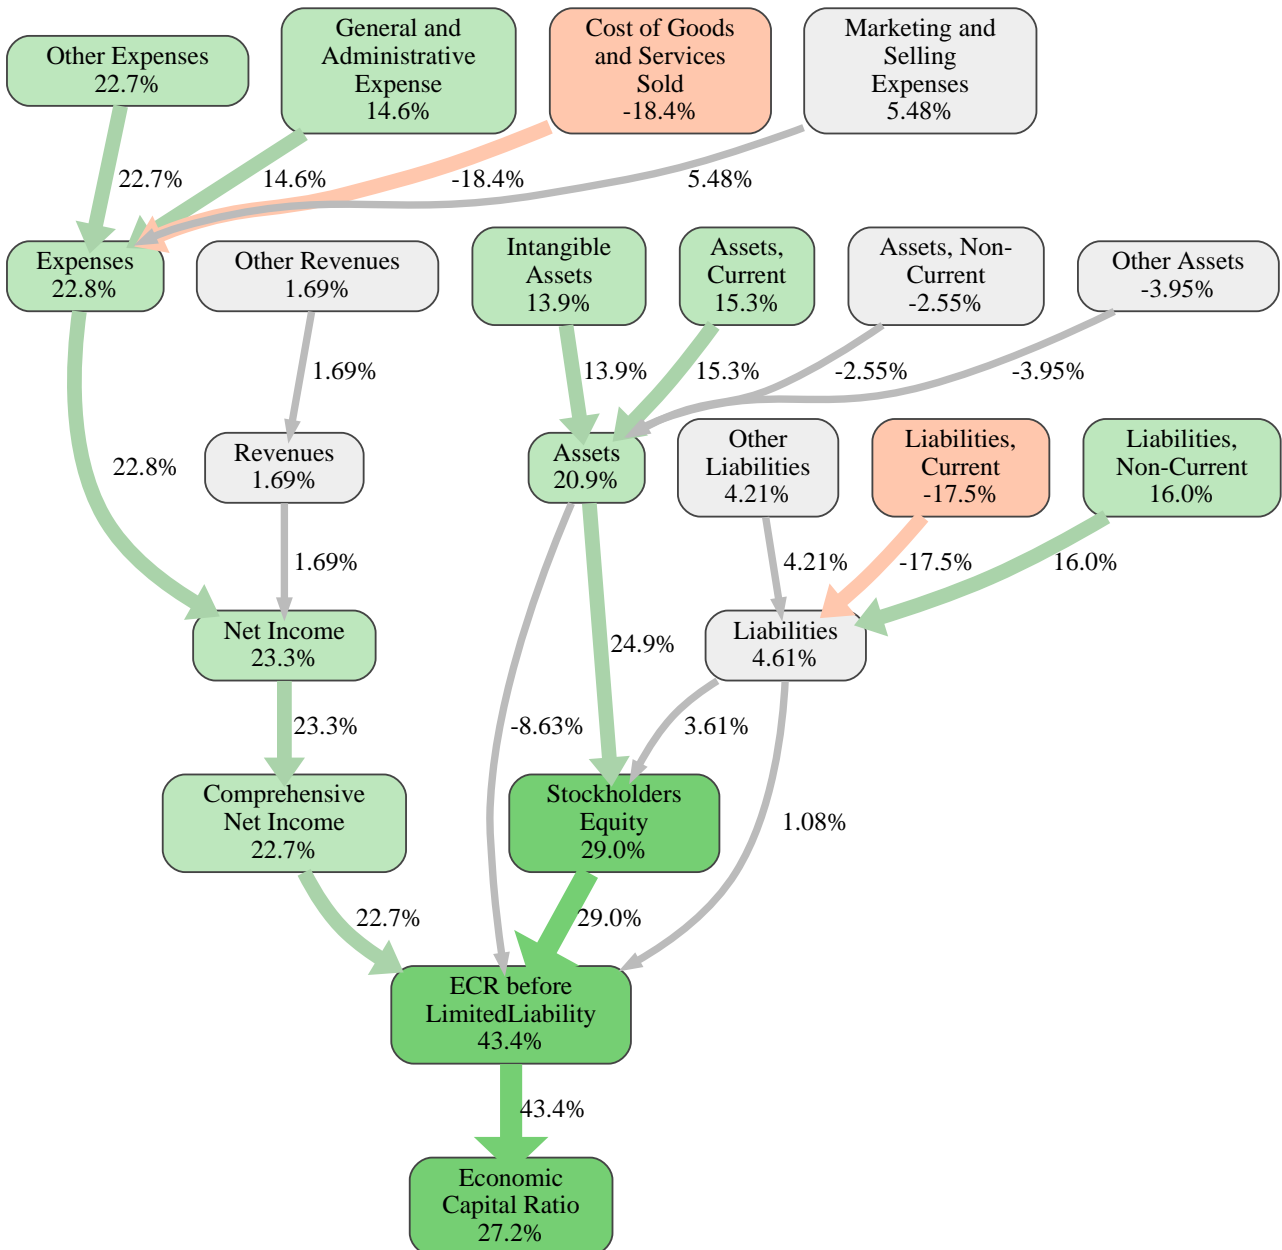 Other Expenses
22.7%
General and
Administrative
Expense
14.6%
Cost of Goods
and Services
Sold
-18.4%
Marketing and
Selling
Expenses
5.48%
22.7%
14.6%
-18.4%
5.48%
Expenses
22.8%
Other Revenues
1.69%
Intangible
Assets
13.9%
Assets,
Current
15.3%
Assets, Non-
Current
-2.55%
Other Assets
-3.95%
1.69%
13.9%
15.3%
-2.55%
-3.95%
22.8%
Revenues
1.69%
Assets
20.9%
Other
Liabilities
4.21%
Liabilities,
Current
-17.5%
Liabilities,
Non-Current
16.0%
1.69%
4.21%
-17.5%
16.0%
Net Income
23.3%
24.9%
Liabilities
4.61%
23.3%
-8.63%
3.61%
Comprehensive
Net Income
22.7%
Stockholders
Equity
29.0%
1.08%
22.7%
29.0%
ECR before
LimitedLiability
43.4%
43.4%
Economic
Capital Ratio
27.2%